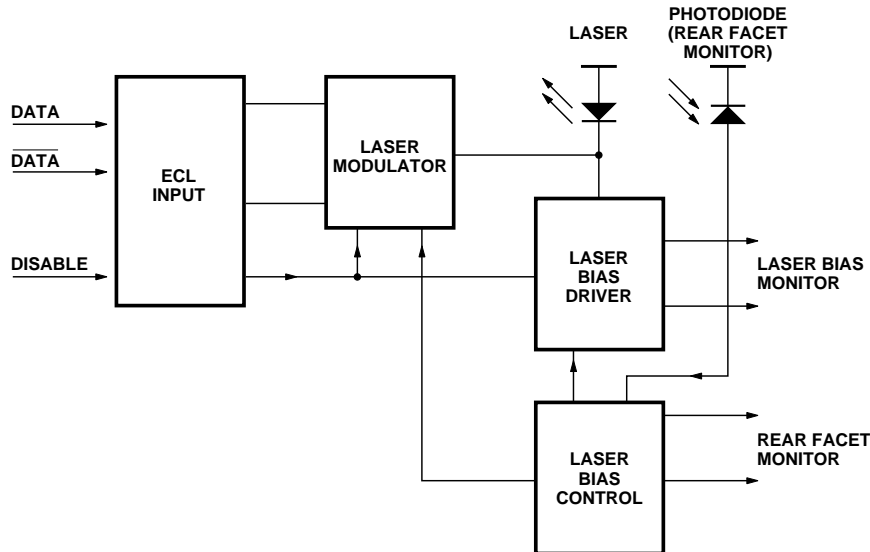 LASER
PHOTODIODE
(REAR FACET
MONITOR)
DATA
DATA
DISABLE
ECL
INPUT
LASER
MODULATOR
LASER
BIAS
DRIVER
LASER BIAS
MONITOR
LASER
BIAS
CONTROL
REAR FACET
MONITOR